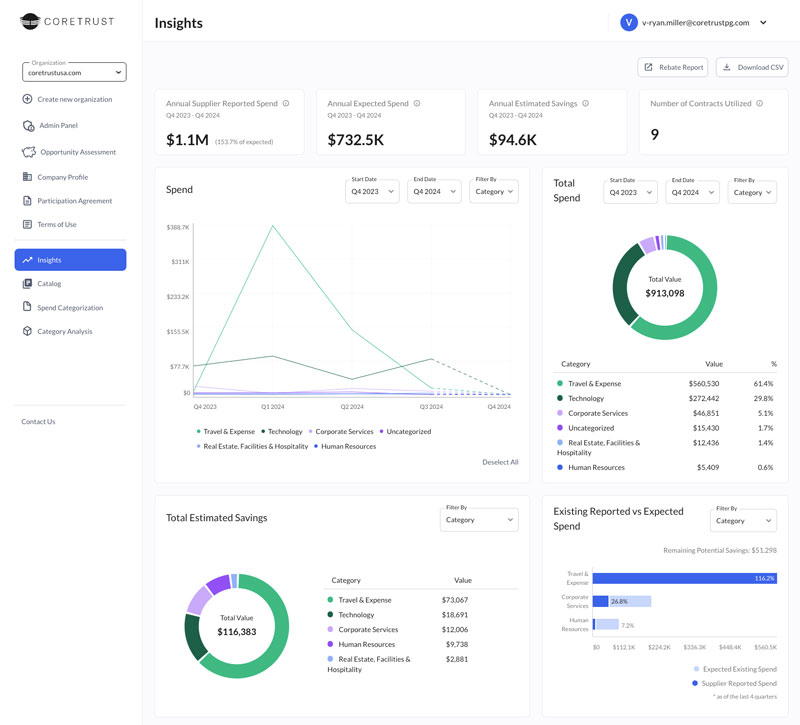 CORETRUST
Insights
V v-ryan.miller@coretrustpg.com
Organization
coretrustusa.com
Create new organization
Admin Panel
Opportunity Assessment
Company Profile
Participation Agreement
Terms of Use
Insights
Catalog
Spend Categorization
Category Analysis
Contact Us
Rebate Report
Download CSV
Annual Supplier Reported Spend
Q4 2023 - Q4 2024
$1.1M (153.7% of expected)
Annual Expected Spend
Q4 2023 - Q4 2024
$732.5K
Annual Estimated Savings
Q4 2023 - Q4 2024
$94.6K
Number of Contracts Utilized
9
Spend
Start Date
Q4 2023
End Date
Q4 2024
Filter By
Category
$388.7K
$311K
$233.2K
$155.5K
$77.7K
$0
Q4 2023 Q1 2024 Q2 2024 Q3 2024 Q4 2024
Travel & Expense Technology Corporate Services Uncategorized
Real Estate, Facilities & Hospitality Human Resources
Deselect All
Total
Spend
Start Date
Q4 2023
End Date
Q4 2024
Filter By
Category
Total Value
$913,098
Category Value %
Travel & Expense $560,530 61.4%
Technology $272,442 29.8%
Corporate Services $46,851 5.1%
Uncategorized $15,430 1.7%
Real Estate, Facilities & $12,436 1.4%
Hospitality
Human Resources $5,409 0.6%
Total Estimated Savings
Filter By
Category
Total Value
$116,383
Category Value
Travel & Expense $73,067
Technology $18,691
Corporate Services $12,006
Human Resources $9,738
Real Estate, Facilities & $2,881
Hospitality
Existing Reported vs Expected
Spend
Filter By
Category
Remaining Potential Savings: $51,298
Travel &
Expense
116.2%
Corporate
Services
26.8%
Human
Resources
7.2%
$0 $112.1K $224.2K $336.3K $448.4K $560.5K
Expected Existing Spend
Supplier Reported Spend
* as of the last 4 quarters